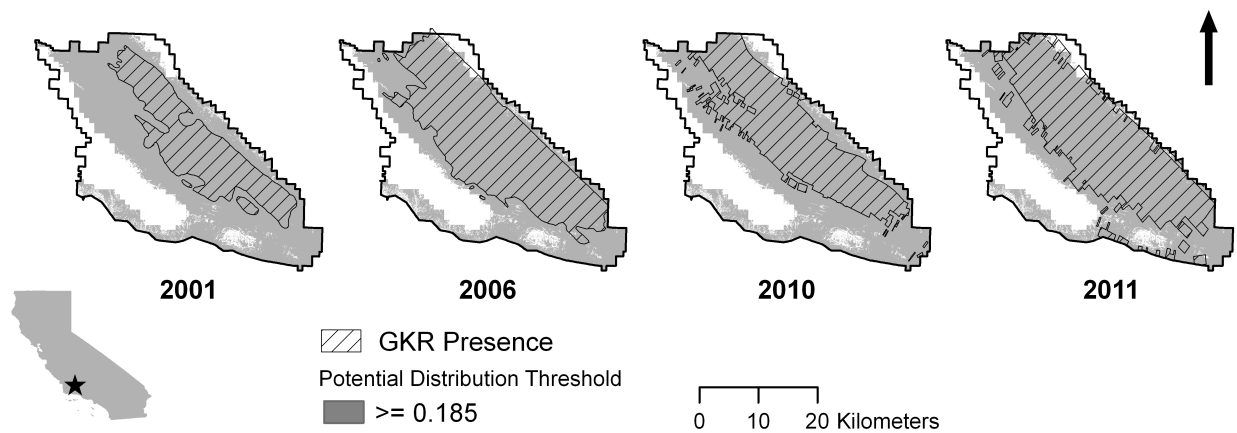 2001
2006
2010
2011
GKR Presence
Potential Distribution Threshold
>= 0.185
0 10 20 Kilometers